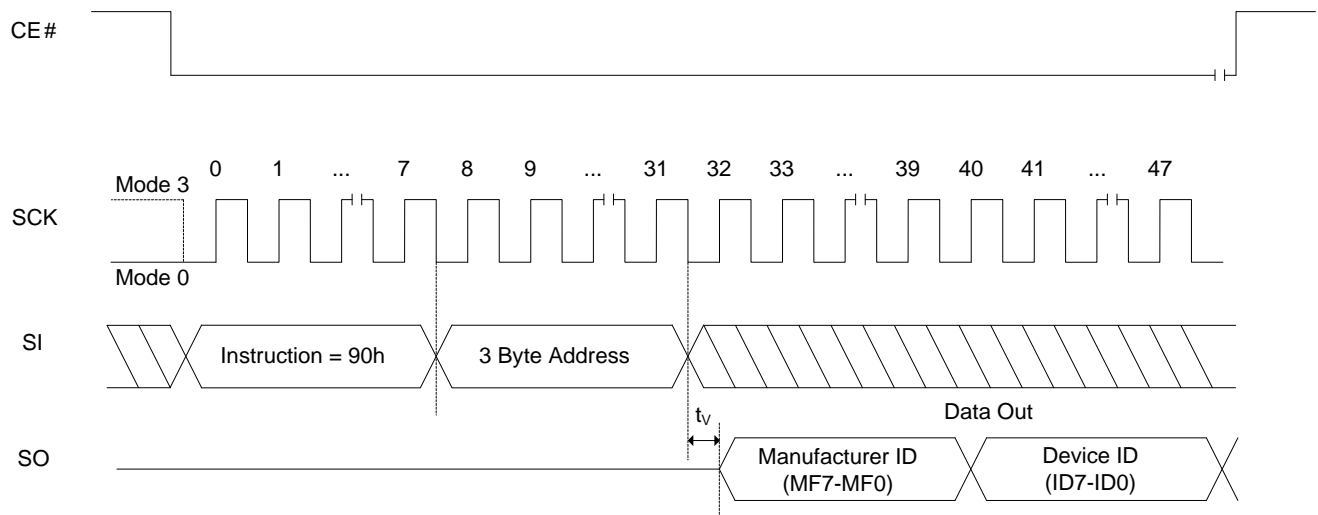 CE#
0 1 ... 7 8 9 ... 31 32 33 ... 39 40 41 ... 47
Mode 3
SCK
Mode 0
SI
Instruction = 90h
3 Byte Address
tV
Data Out
SO
Manufacturer ID
(MF7-MF0)
Device ID
(ID7-ID0)